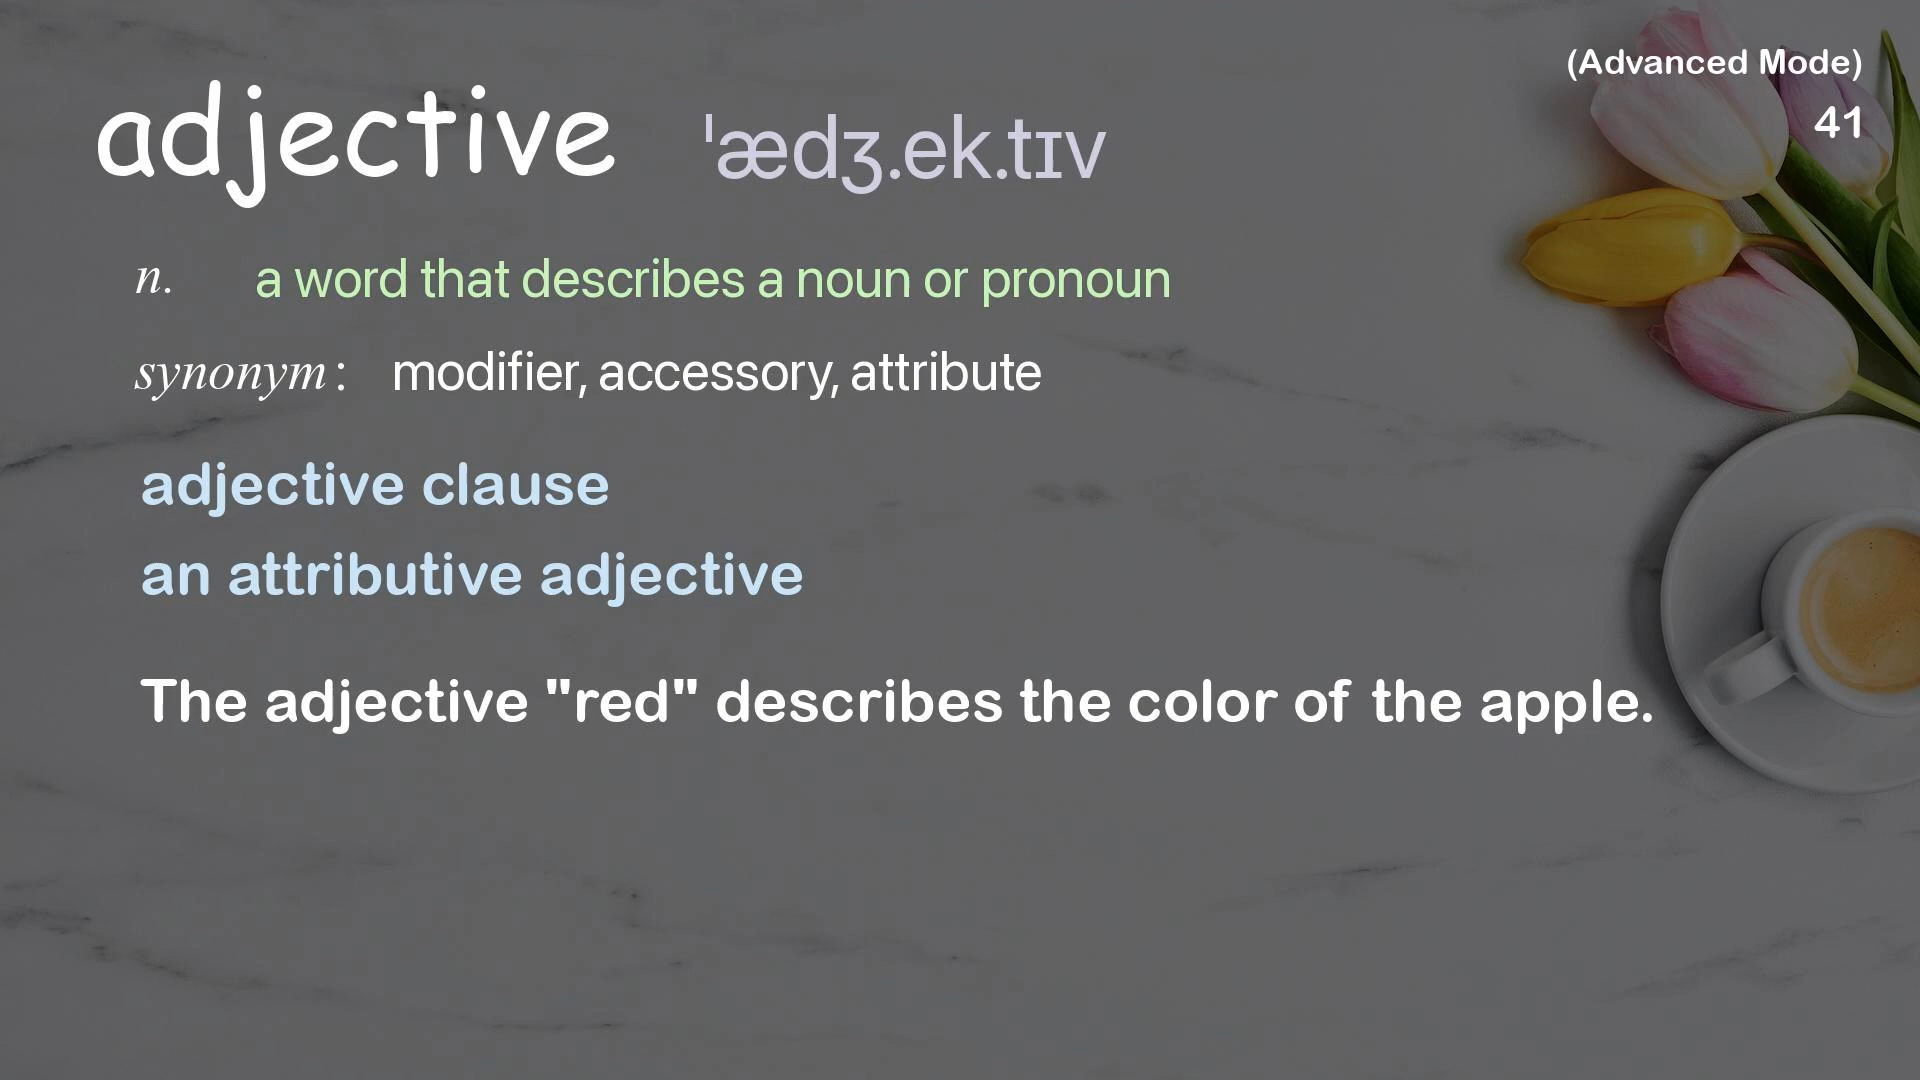 (Advanced Mode)
41
adjective ˈædʒ.ek.tɪv
n. a word that describes a noun or pronoun
synonym : modifier, accessory, attribute
adjective clause
an attributive adjective
The adjective "red" describes the color of the apple.